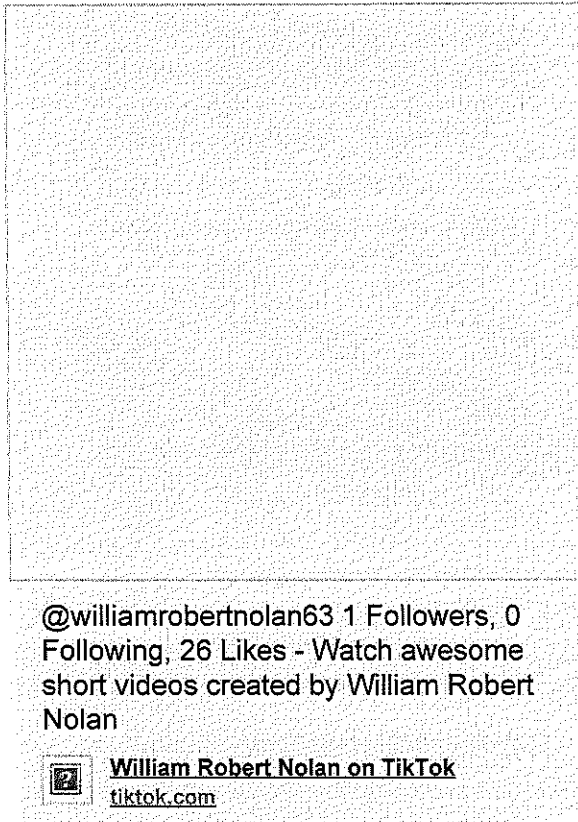 @williamrobertnolan63 1 Followers, 0
Following, 26 Likes - Watch awesome
short videos created by William Robert
Nolan
William Robert Nolan on TikTok
tiktok.com